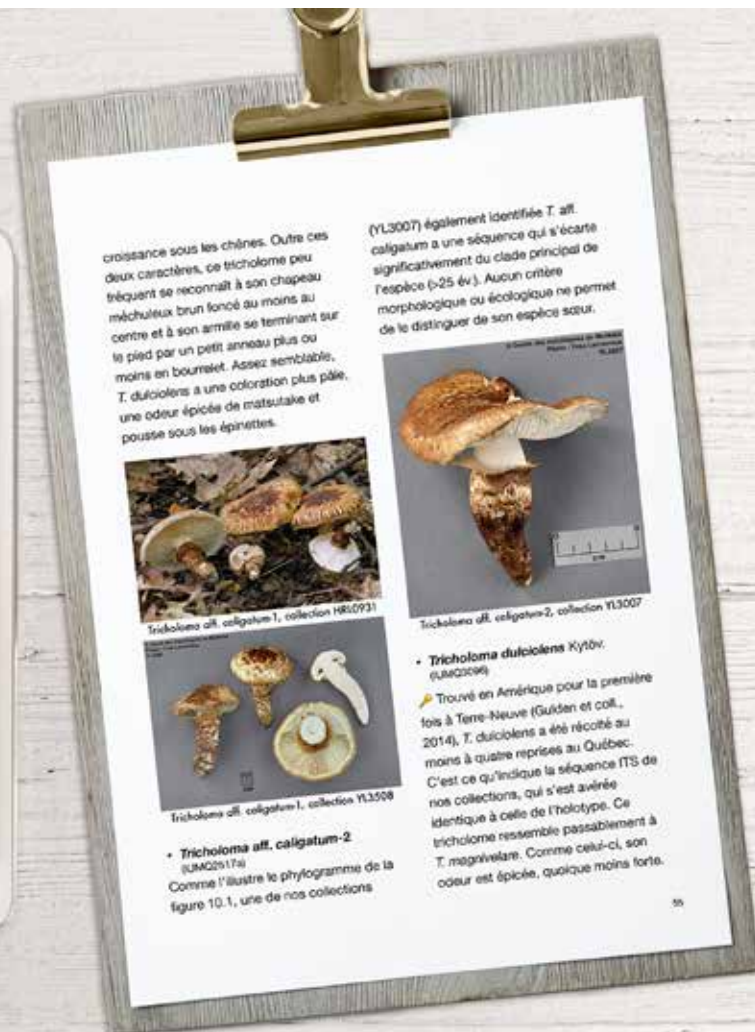 croissance sous les chênes. Outre ces
deux caractères, ce tricholome peu
fréquent se reconnaît à son chapeau
méchuleux brun foncé au moins au
centre et à son armille se terminant sur
le pied par un petit anneau plus ou
moins en bourrelet. Assez semblable,
T. dulciolens a une coloration plus pâle,
une odeur épicée de matsutake et
pousse sous les épinettes.
Tricholoma aff. caligatum-1, collection HRL0931
Tricholoma aff. caligatum-1, collection YL3508
• Tricholoma aff. caligatum-2
(UMQ2517a)
Comme l'illustre le phylogramme de la
figure 10.1, une de nos collections
(YL3007) également identifiée T. aff.
caligatum a une séquence qui s'écarte
significativement du clade principal de
l'espèce (>25 év.). Aucun critère
morphologique ou écologique ne permet
de le distinguer de son espèce sœur.
Tricholoma aff. caligatum-2, collection YL3007
• Tricholoma dulciolens Kytöv.
(UMQ3096)
Trouvé en Amérique pour la première
fois à Terre-Neuve (Gulden et coll.,
2014), T. dulciolens a été récolté au
moins à quatre reprises au Québec.
C'est ce qu'indique la séquence ITS de
nos collections, qui s'est avérée
identique à celle de l'holotype. Ce
tricholome ressemble passablement à
T. magnivelare. Comme celui-ci, son
odeur est épicée, quoique moins forte.
55